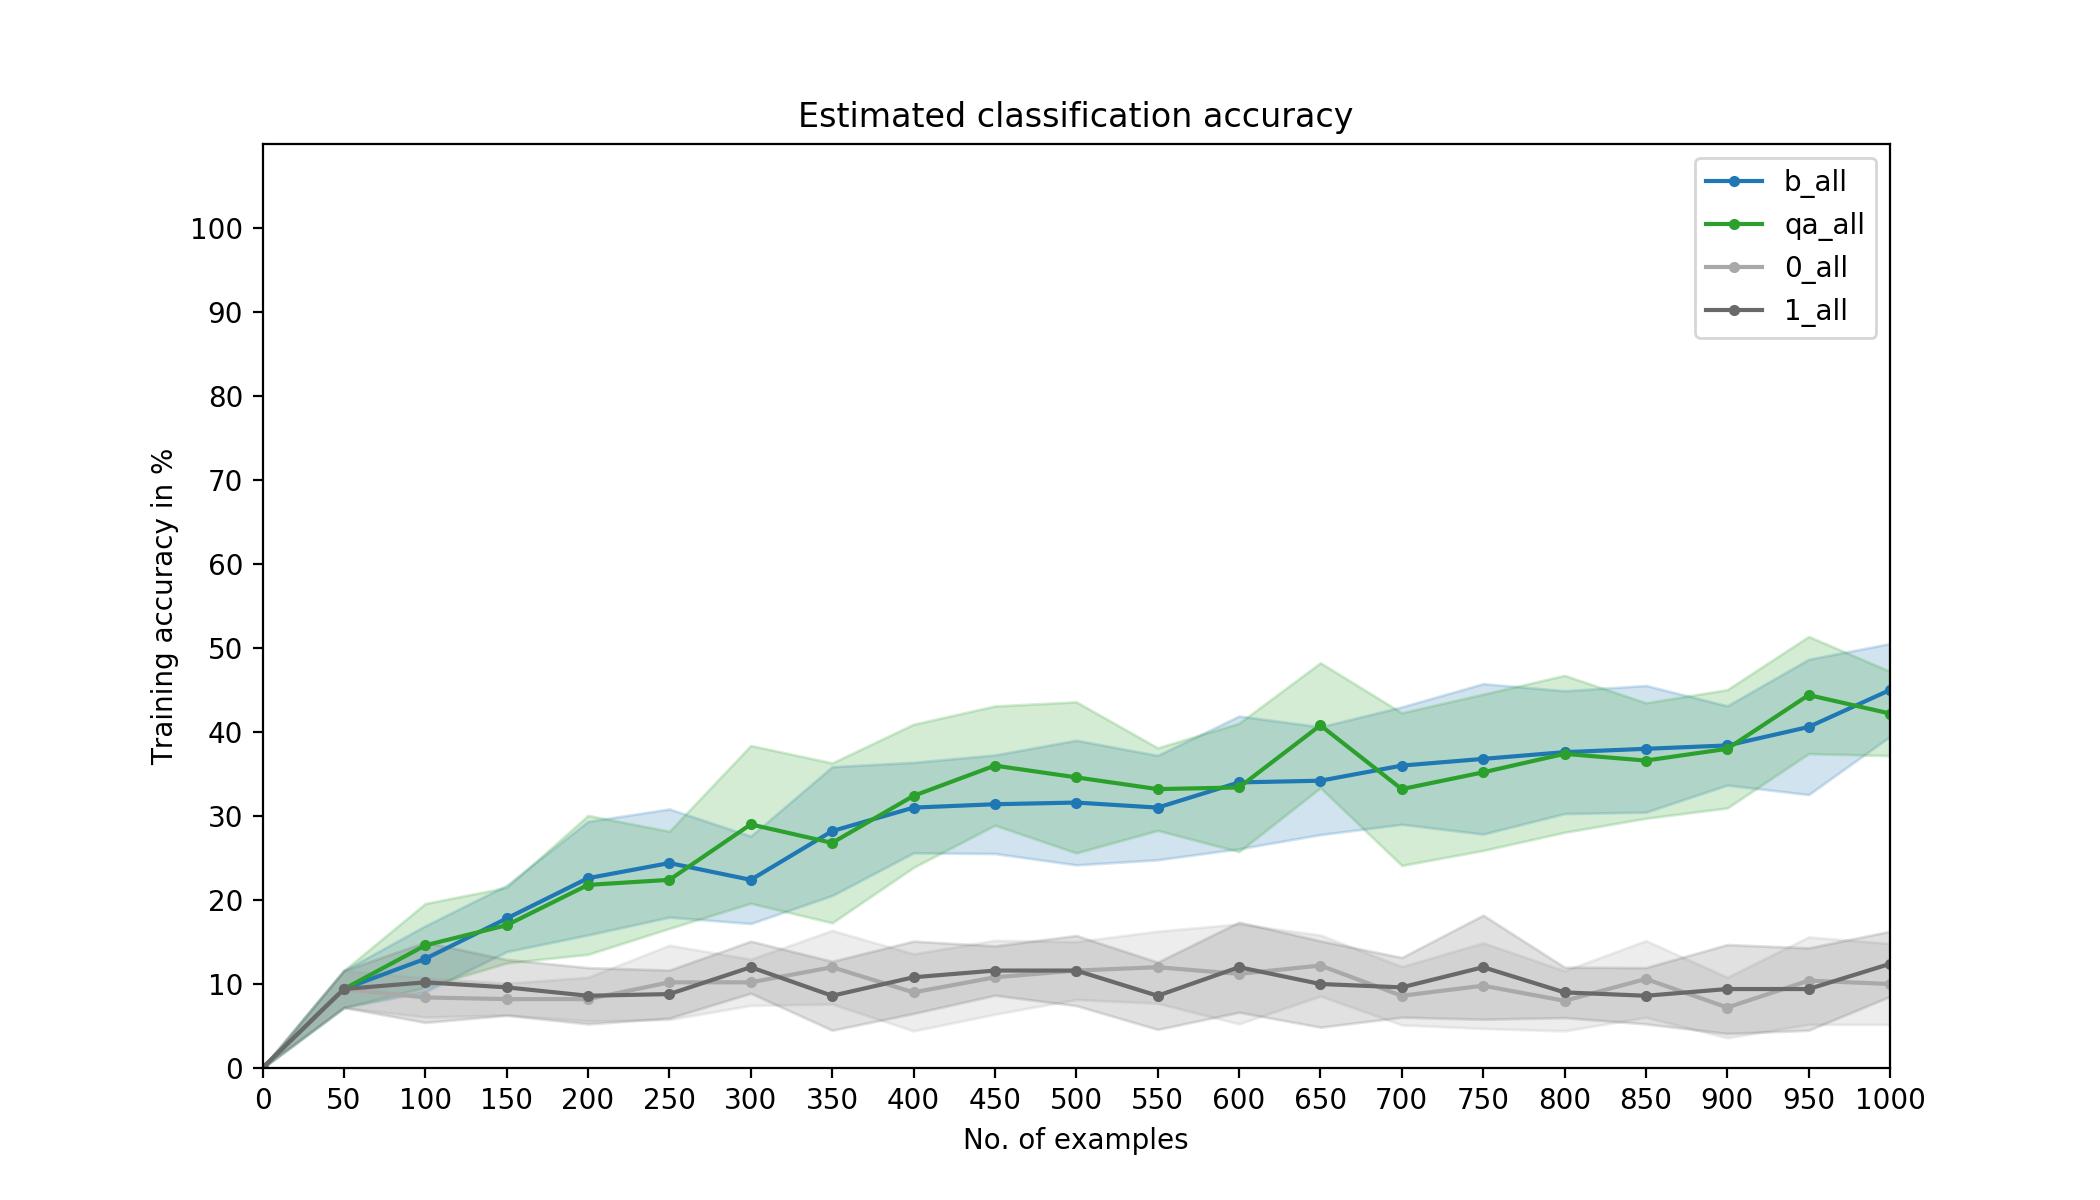 Estimated classification accuracy
b_all
qa_all
0_all
1_all
Training accuracy in %
100
90
80
70
60
50
40
30
20
10
0
0 50 100 150 200 250 300 350 400 450 500 550 600 650 700 750 800 850 900 950 1000
No. of examples